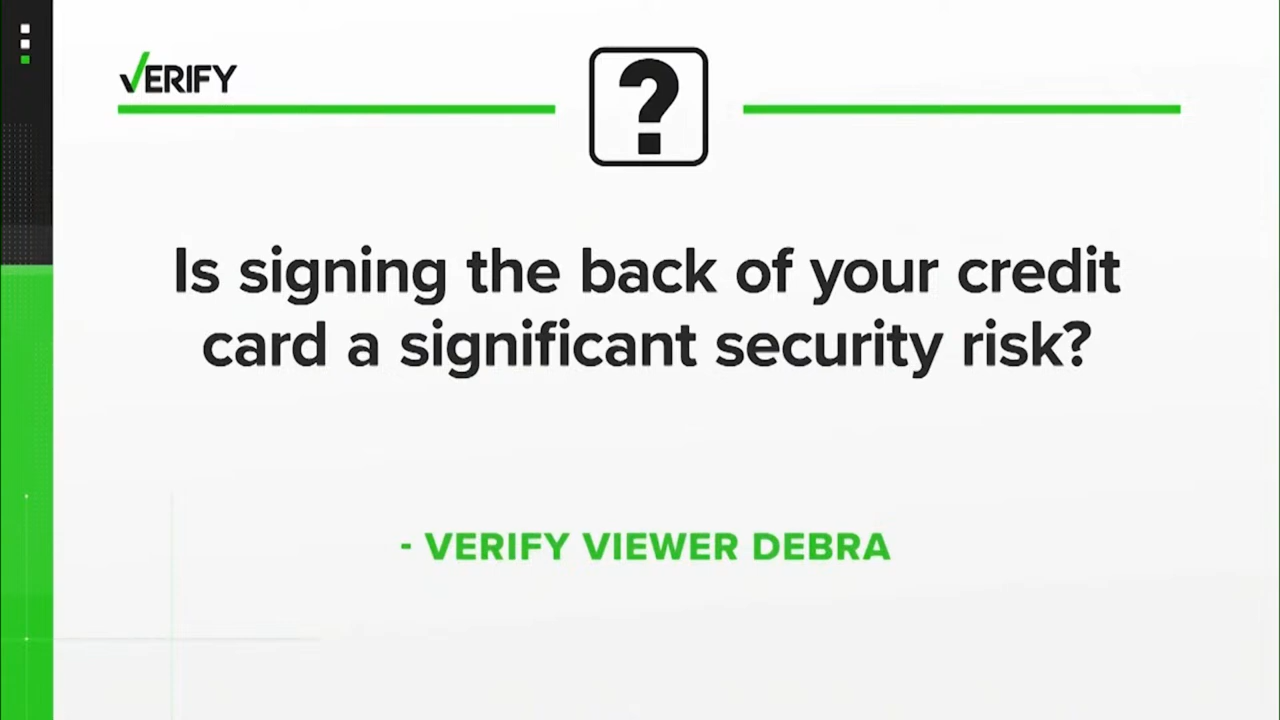 VERIFY
?
Is signing the back of your credit
card a significant security risk?
- VERIFY VIEWER DEBRA